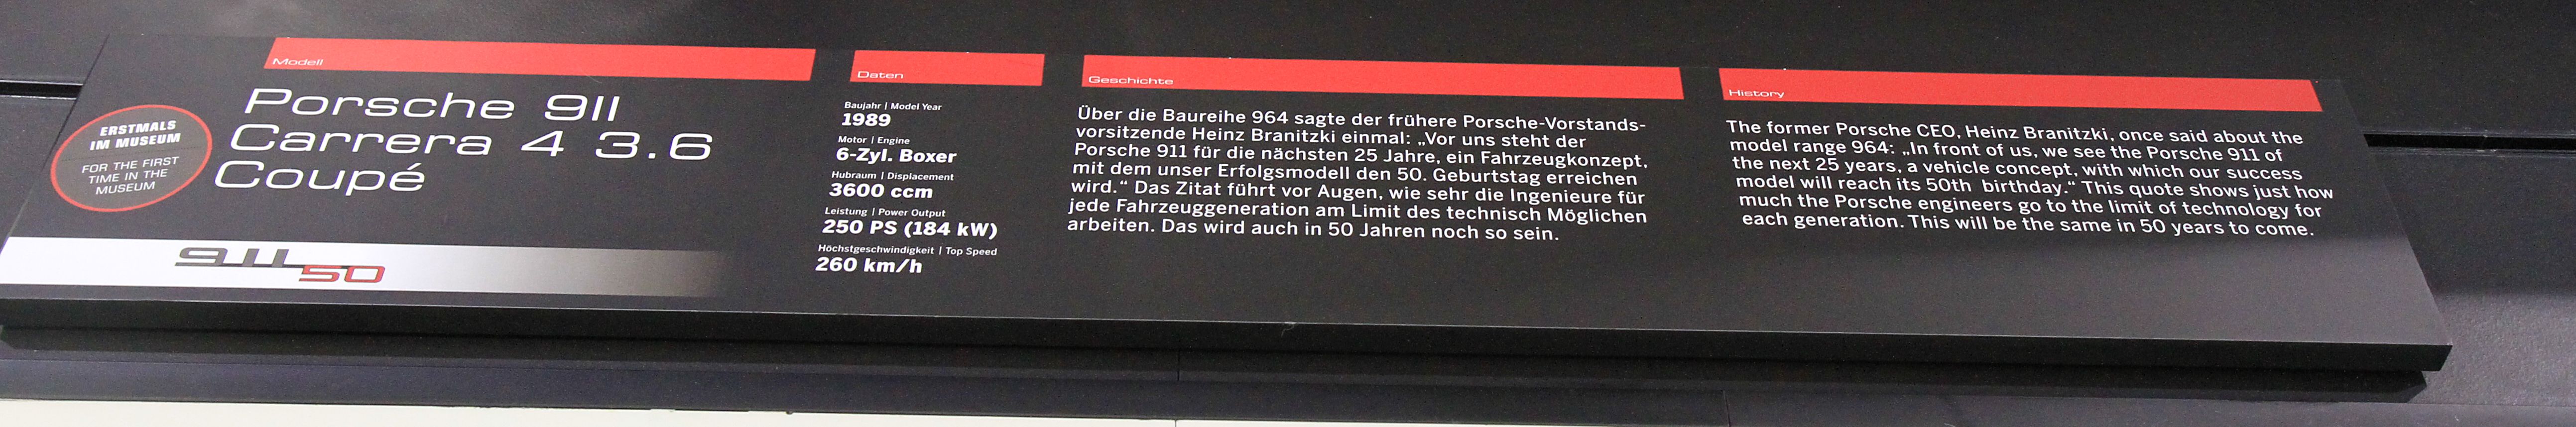 Modell
ERSTMALS
IM MUSEUM
FOR THE FIRST
TIME IN THE
MUSEUM
Porsche 911
Carrera 4 3.6
Coupé
911
50
Daten
Baujahr | Model Year
1989
Motor | Engine
6-Zyl. Boxer
Hubraum | Displacement
3600 ccm
Leistung | Power Output
250 PS (184 kW)
Höchstgeschwindigkeit | Top Speed
260 km/h
Geschichte
Über die Baureihe 964 sagte der frühere Porsche-Vorstands-
vorsitzende Heinz Branitzki einmal: „Vor uns steht der
Porsche 911 für die nächsten 25 Jahre, ein Fahrzeugkonzept,
mit dem unser Erfolgsmodell den 50. Geburtstag erreichen
wird.“ Das Zitat führt vor Augen, wie sehr die Ingenieure für
jede Fahrzeuggeneration am Limit des technisch Möglichen
arbeiten. Das wird auch in 50 Jahren noch so sein.
History
The former Porsche CEO, Heinz Branitzki, once said about the
model range 964: „In front of us, we see the Porsche 911 of
the next 25 years, a vehicle concept, with which our success
model will reach its 50th birthday.“ This quote shows just how
much the Porsche engineers go to the limit of technology for
each generation. This will be the same in 50 years to come.